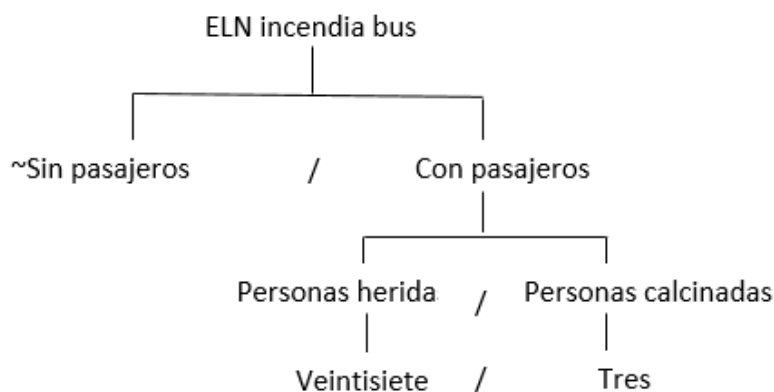 ELN incendia bus
~Sin pasajeros / Con pasajeros
Personas herida / Personas calcinadas
Veintisiete / Tres